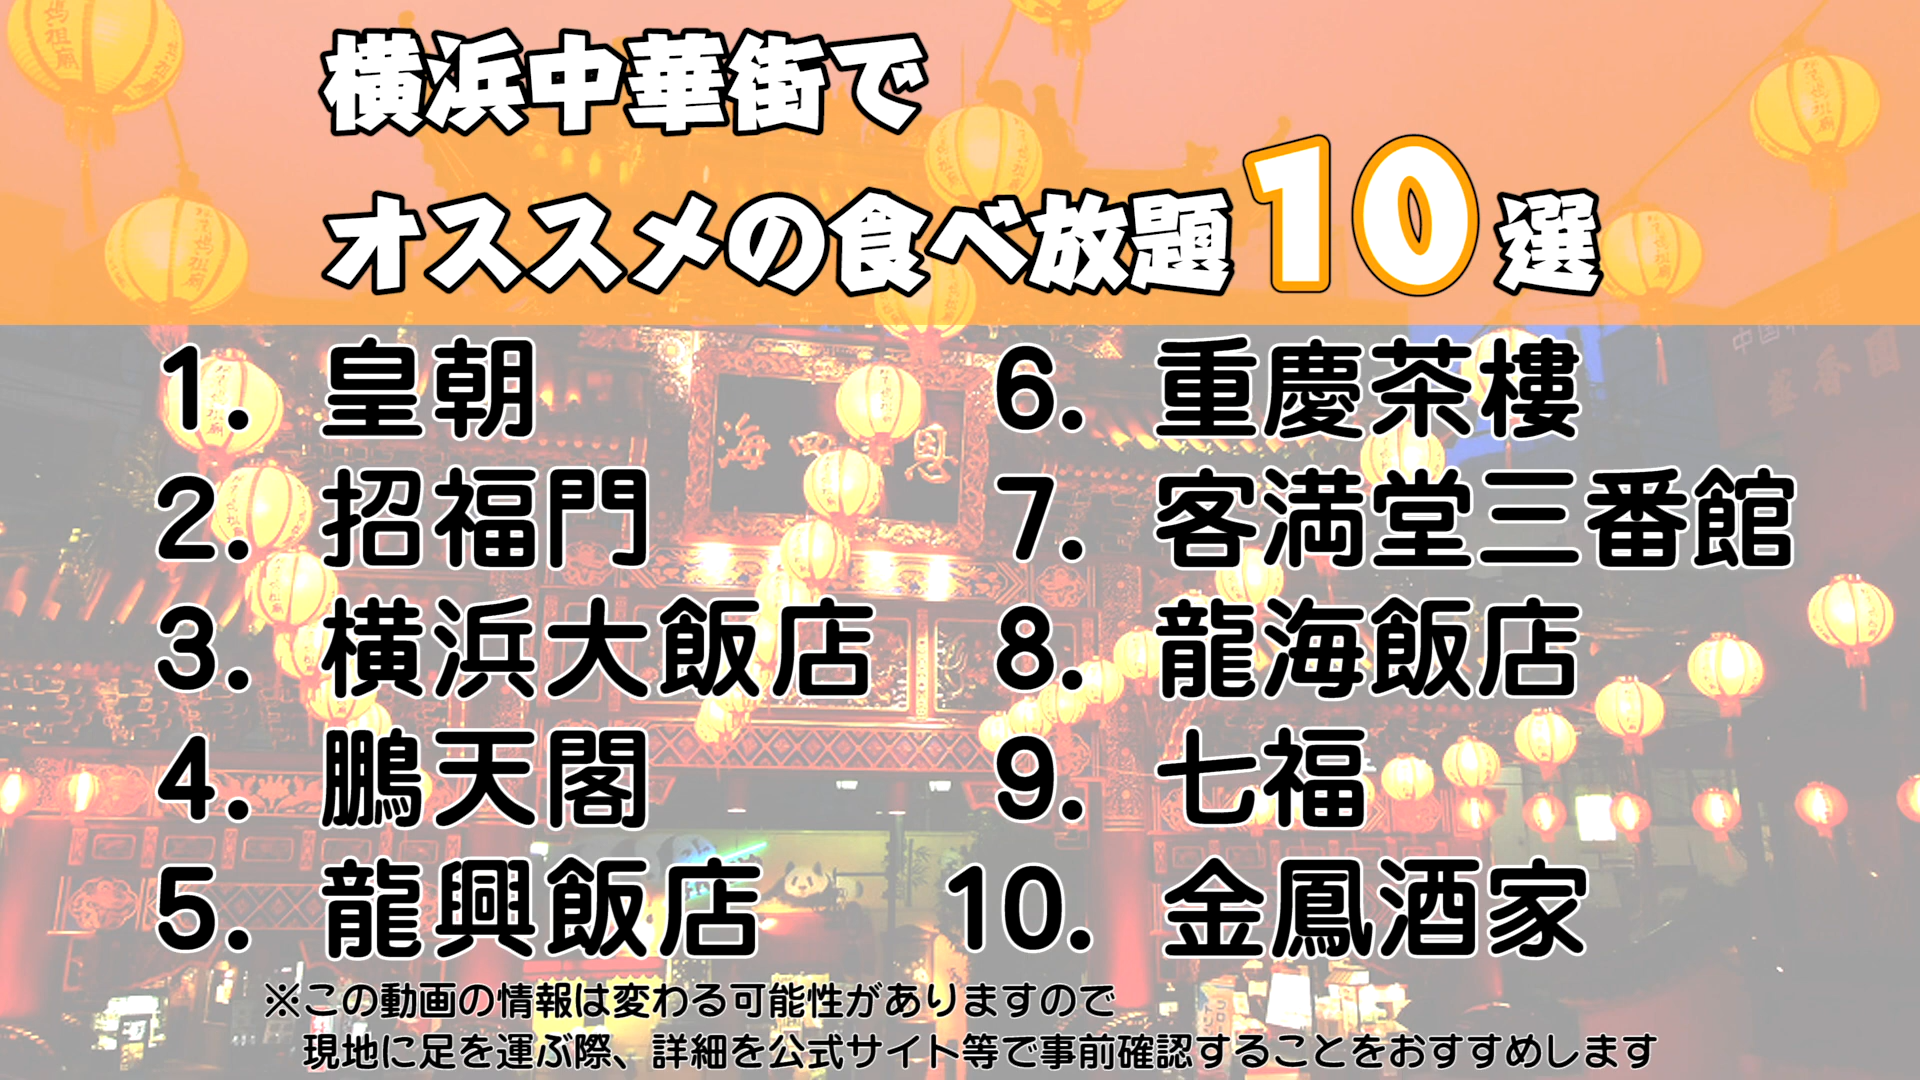 横浜中華街で
オススメの食べ放題10選
1. 皇朝
2. 招福門
3. 横浜大飯店
4. 鵬天閣
5. 龍興飯店
6. 重慶茶樓
7. 客満堂三番館
8. 龍海飯店
9. 七福
10. 金鳳酒家
※この動画の情報は変わる可能性がありますので
現地に足を運ぶ際、詳細を公式サイト等で事前確認することをおすすめします
海四恩
媽祖廟